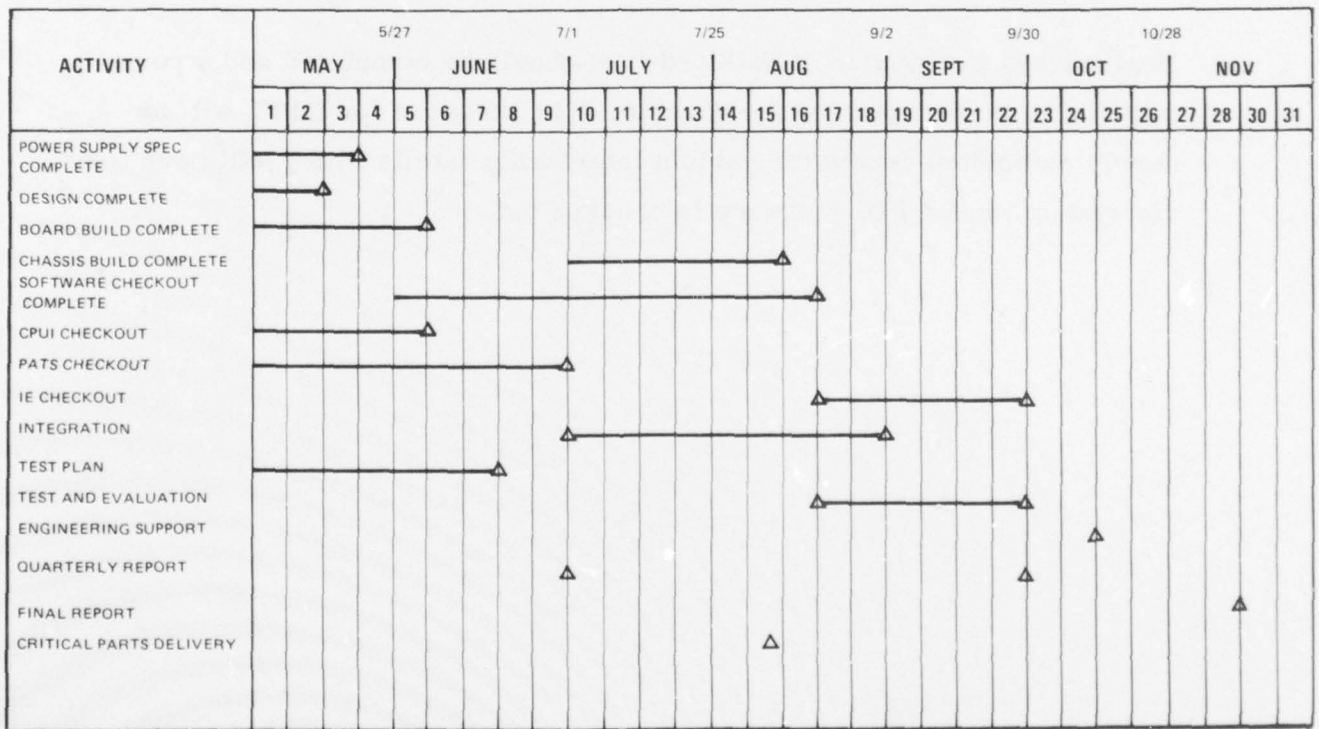 5/27 7/1 7/25 9/2 9/30 10/28
ACTIVITY MAY JUNE JULY AUG SEPT OCT NOV
1 2 3 4 5 6 7 8 9 10 11 12 13 14 15 16 17 18 19 20 21 22 23 24 25 26 27 28 30 31
POWER SUPPLY SPEC
COMPLETE
DESIGN COMPLETE
BOARD BUILD COMPLETE
CHASSIS BUILD COMPLETE
SOFTWARE CHECKOUT
COMPLETE
CPUI CHECKOUT
PATS CHECKOUT
IE CHECKOUT
INTEGRATION
TEST PLAN
TEST AND EVALUATION
ENGINEERING SUPPORT
QUARTERLY REPORT
FINAL REPORT
CRITICAL PARTS DELIVERY